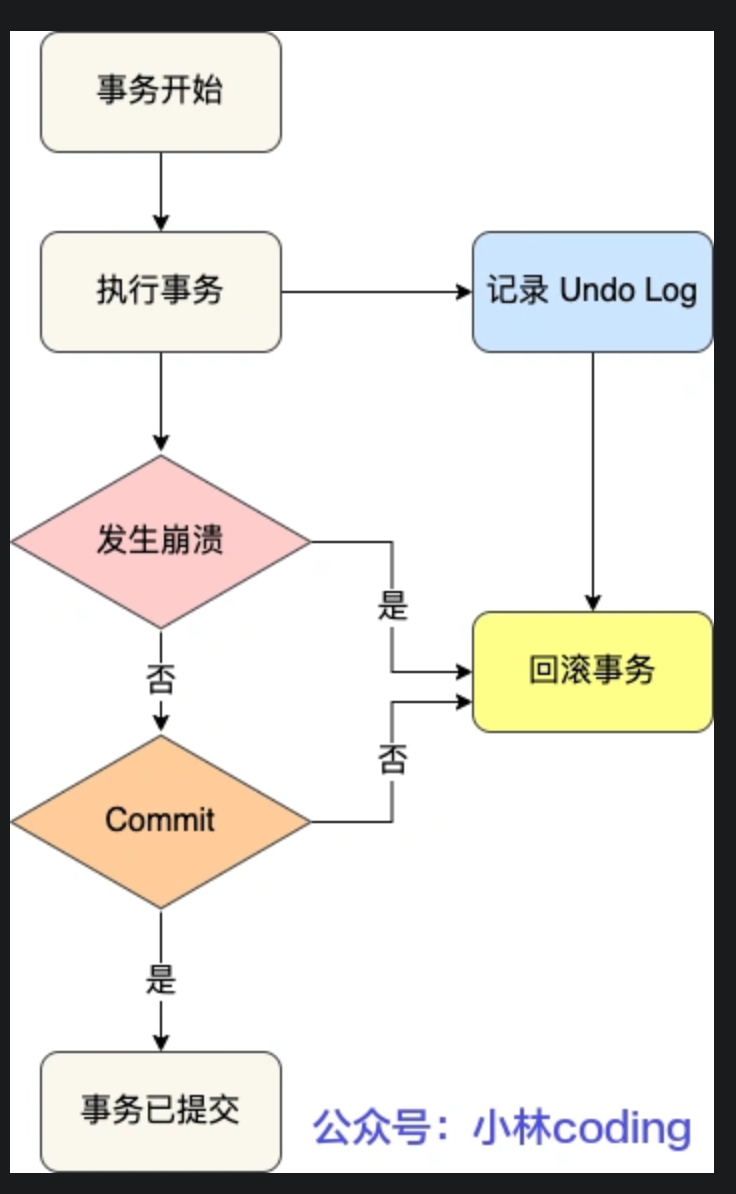 事务开始
执行事务
记录 Undo Log
发生崩溃
是
否
回滚事务
否
Commit
是
事务已提交
公众号：小林coding